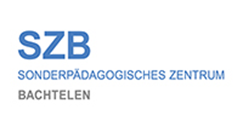 SZB
SONDERPÄDAGOGISCHES ZENTRUM
BACHTELEN